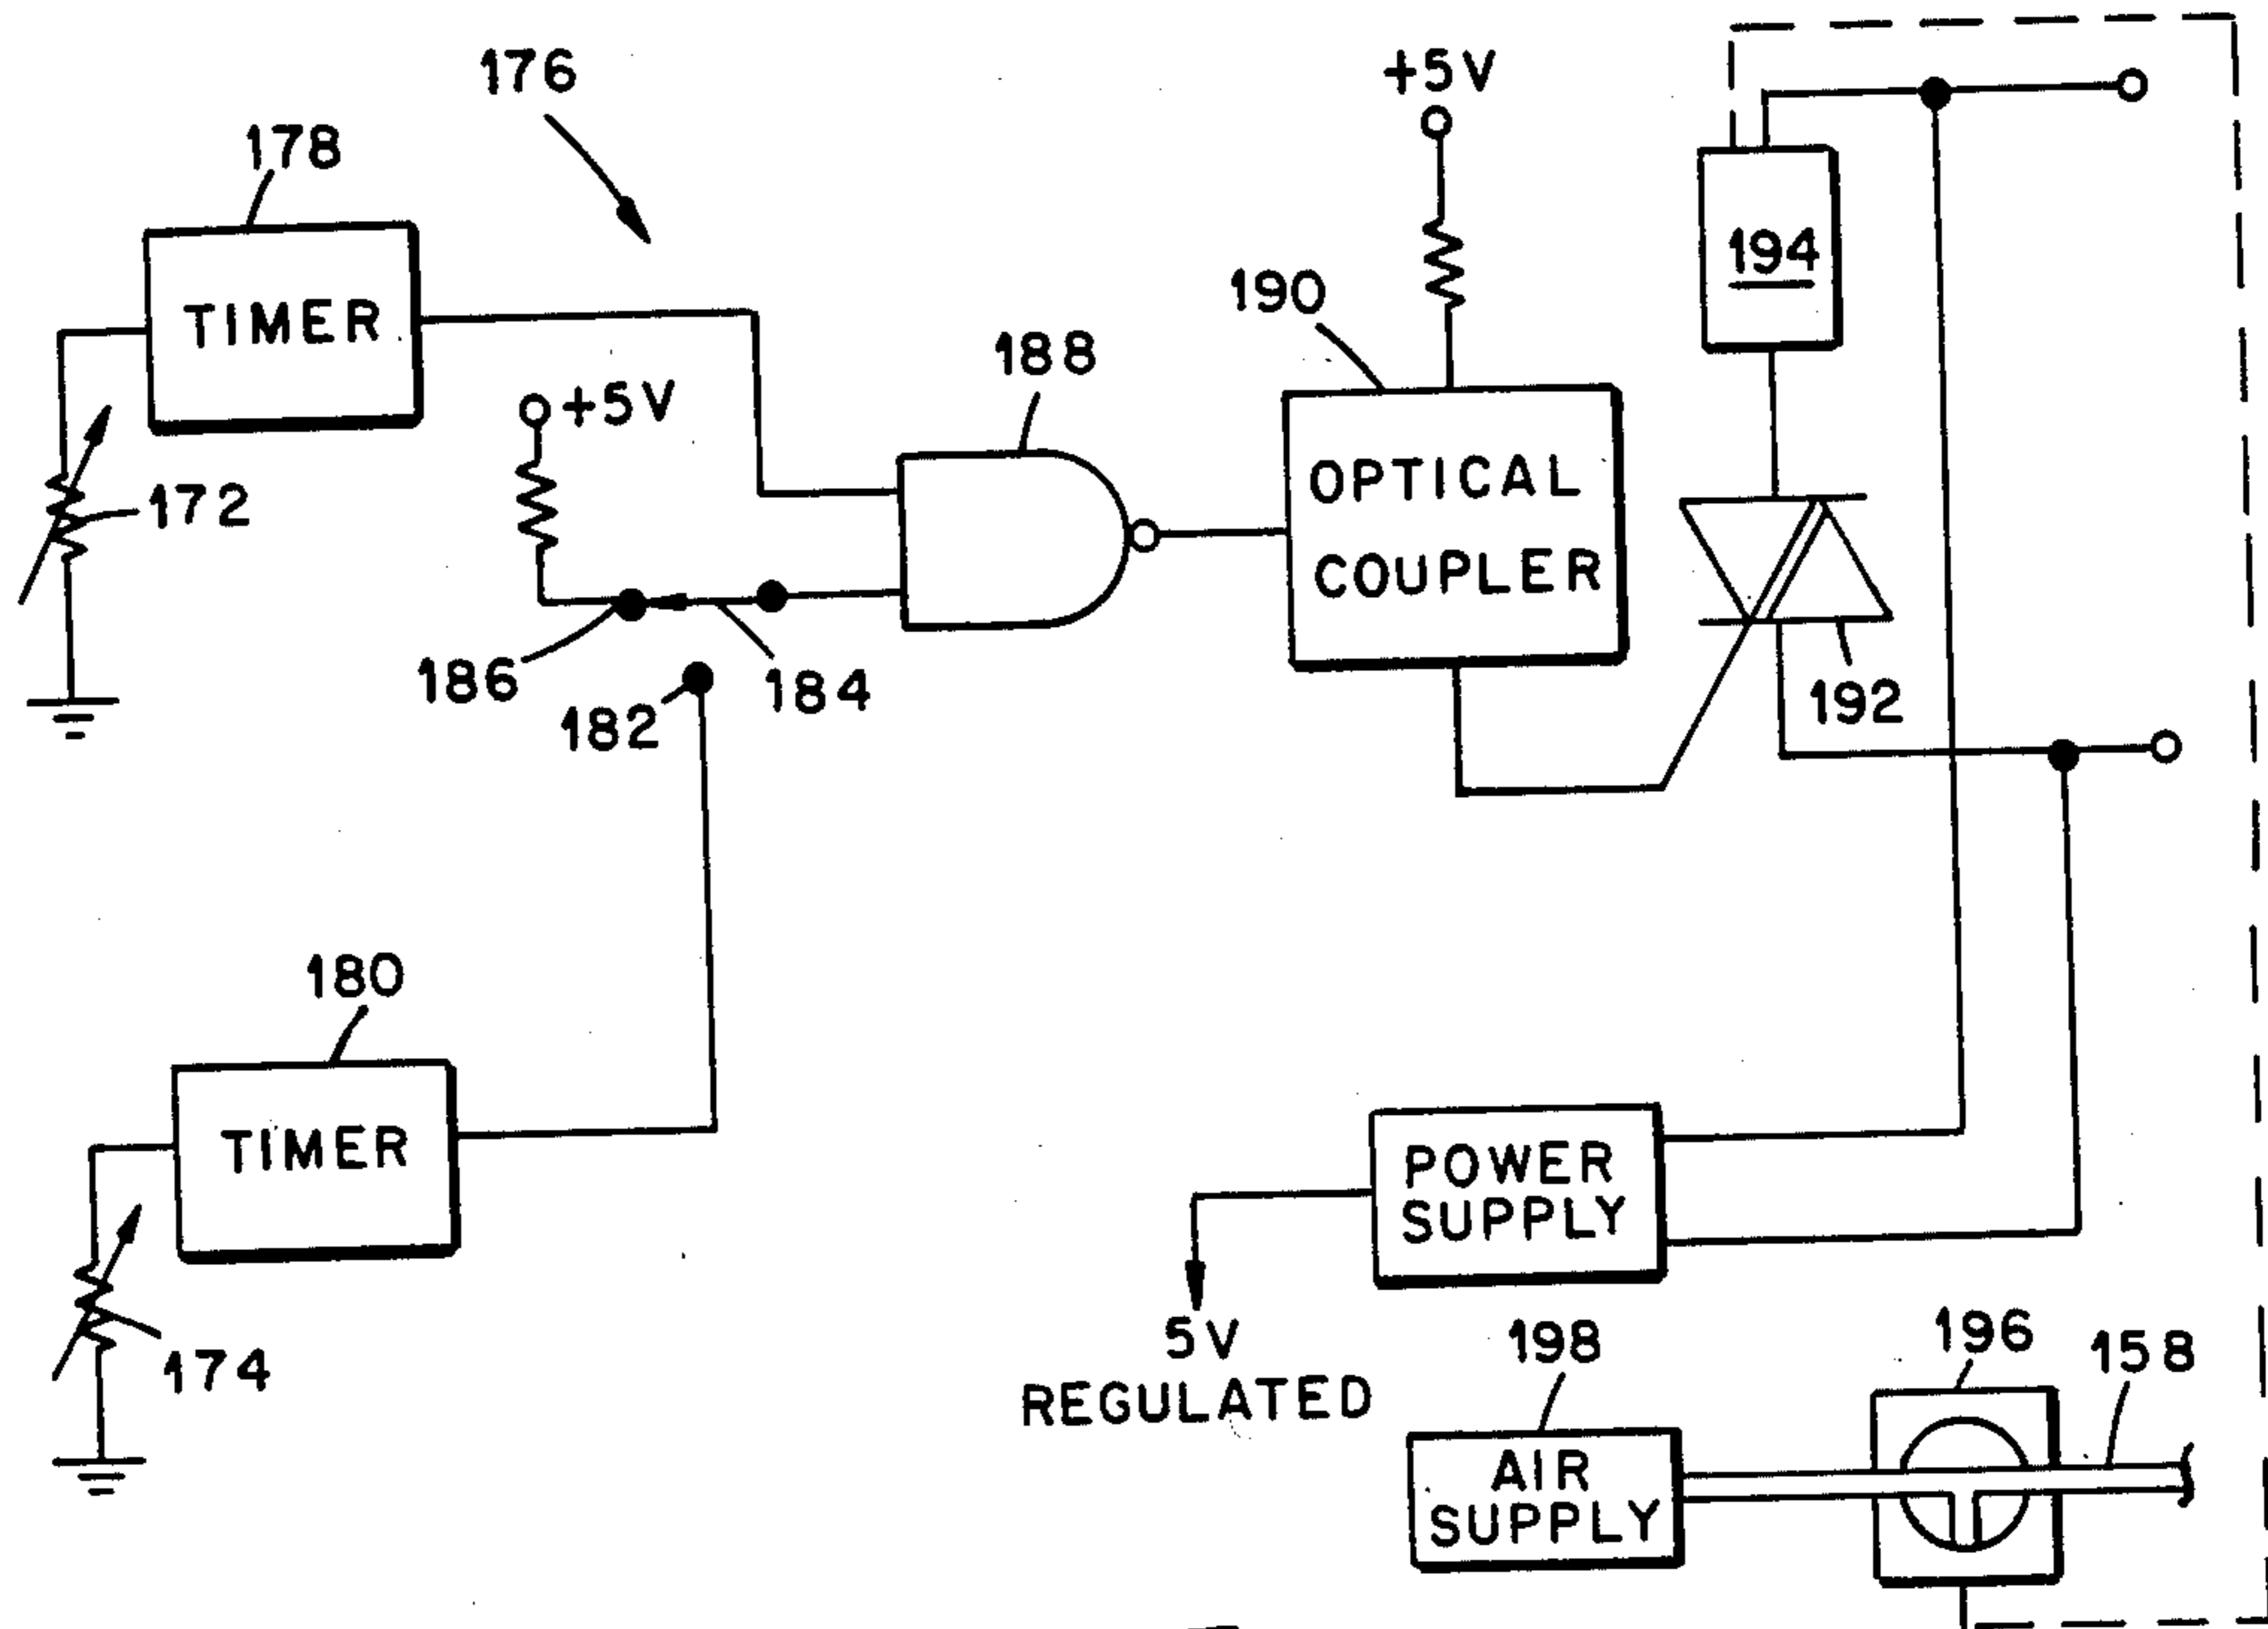 176
+5V
178
TIMER
194
190
188
+5V
172
OPTICAL
COUPLER
186
184
182
192
180
TIMER
POWER
SUPPLY
174
5V
REGULATED
198
196
158
AIR
SUPPLY